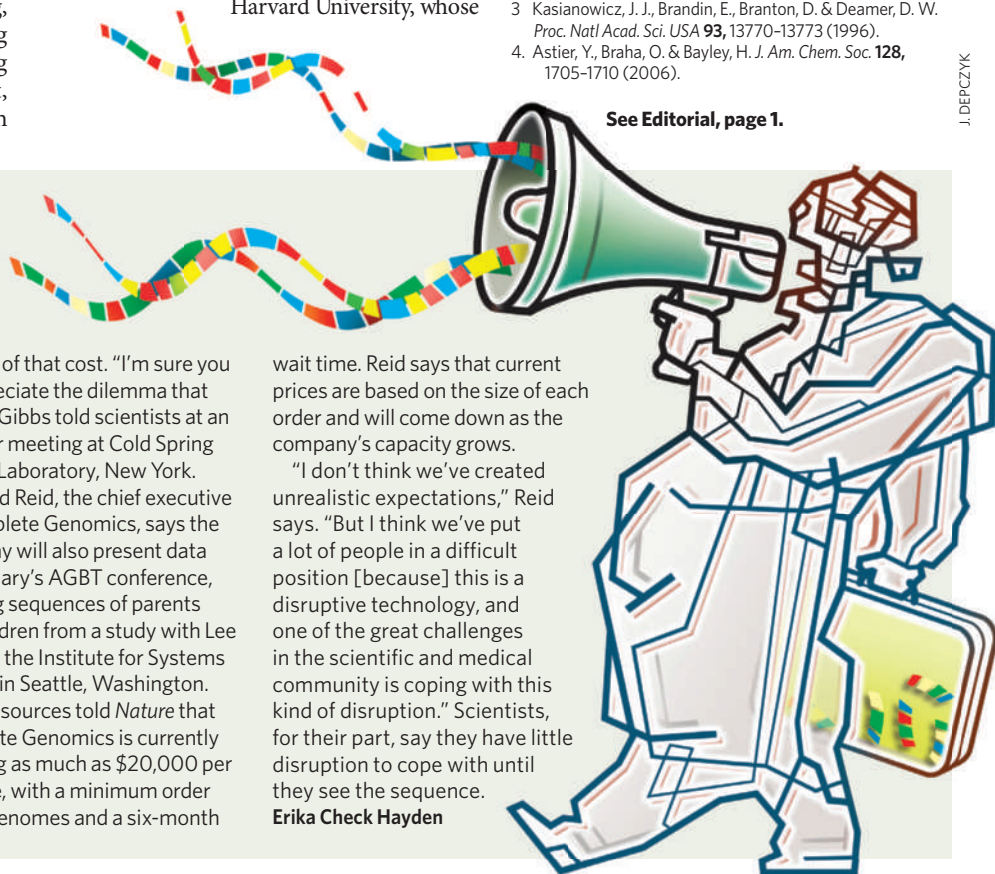 Harvard University, whose
3 Kasianowicz, J. J., Brandin, E., Branton, D. & Deamer, D. W.
Proc. Natl Acad. Sci. USA 93, 13770–13773 (1996).
4. Astier, Y., Braha, O. & Bayley, H. J. Am. Chem. Soc. 128,
1705–1710 (2006).
See Editorial, page 1.
J. DEPCZYK
of that cost. “I’m sure you
eciate the dilemma that
Gibbs told scientists at an
r meeting at Cold Spring
Laboratory, New York.
d Reid, the chief executive
plete Genomics, says the
ny will also present data
ary’s AGBT conference,
g sequences of parents
dren from a study with Lee
the Institute for Systems
in Seattle, Washington.
sources told Nature that
te Genomics is currently
g as much as $20,000 per
e, with a minimum order
enomes and a six-month
wait time. Reid says that current
prices are based on the size of each
order and will come down as the
company’s capacity grows.
“I don’t think we’ve created
unrealistic expectations,” Reid
says. “But I think we’ve put
a lot of people in a difficult
position [because] this is a
disruptive technology, and
one of the great challenges
in the scientific and medical
community is coping with this
kind of disruption.” Scientists,
for their part, say they have little
disruption to cope with until
they see the sequence.
Erika Check Hayden